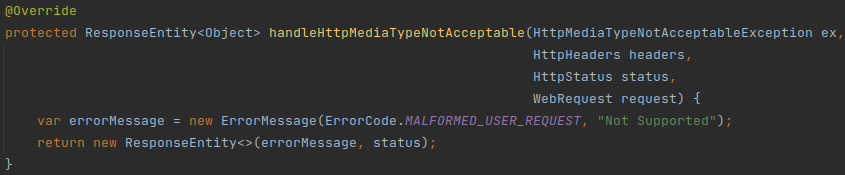 @Override
protected ResponseEntity<Object> handleHttpMediaTypeNotAcceptable(HttpMediaTypeNotAcceptableException ex,
HttpHeaders headers,
HttpStatus status,
WebRequest request) {
var errorMessage = new ErrorMessage(ErrorCode.MALFORMED_USER_REQUEST, "Not Supported");
return new ResponseEntity<>(errorMessage, status);
}